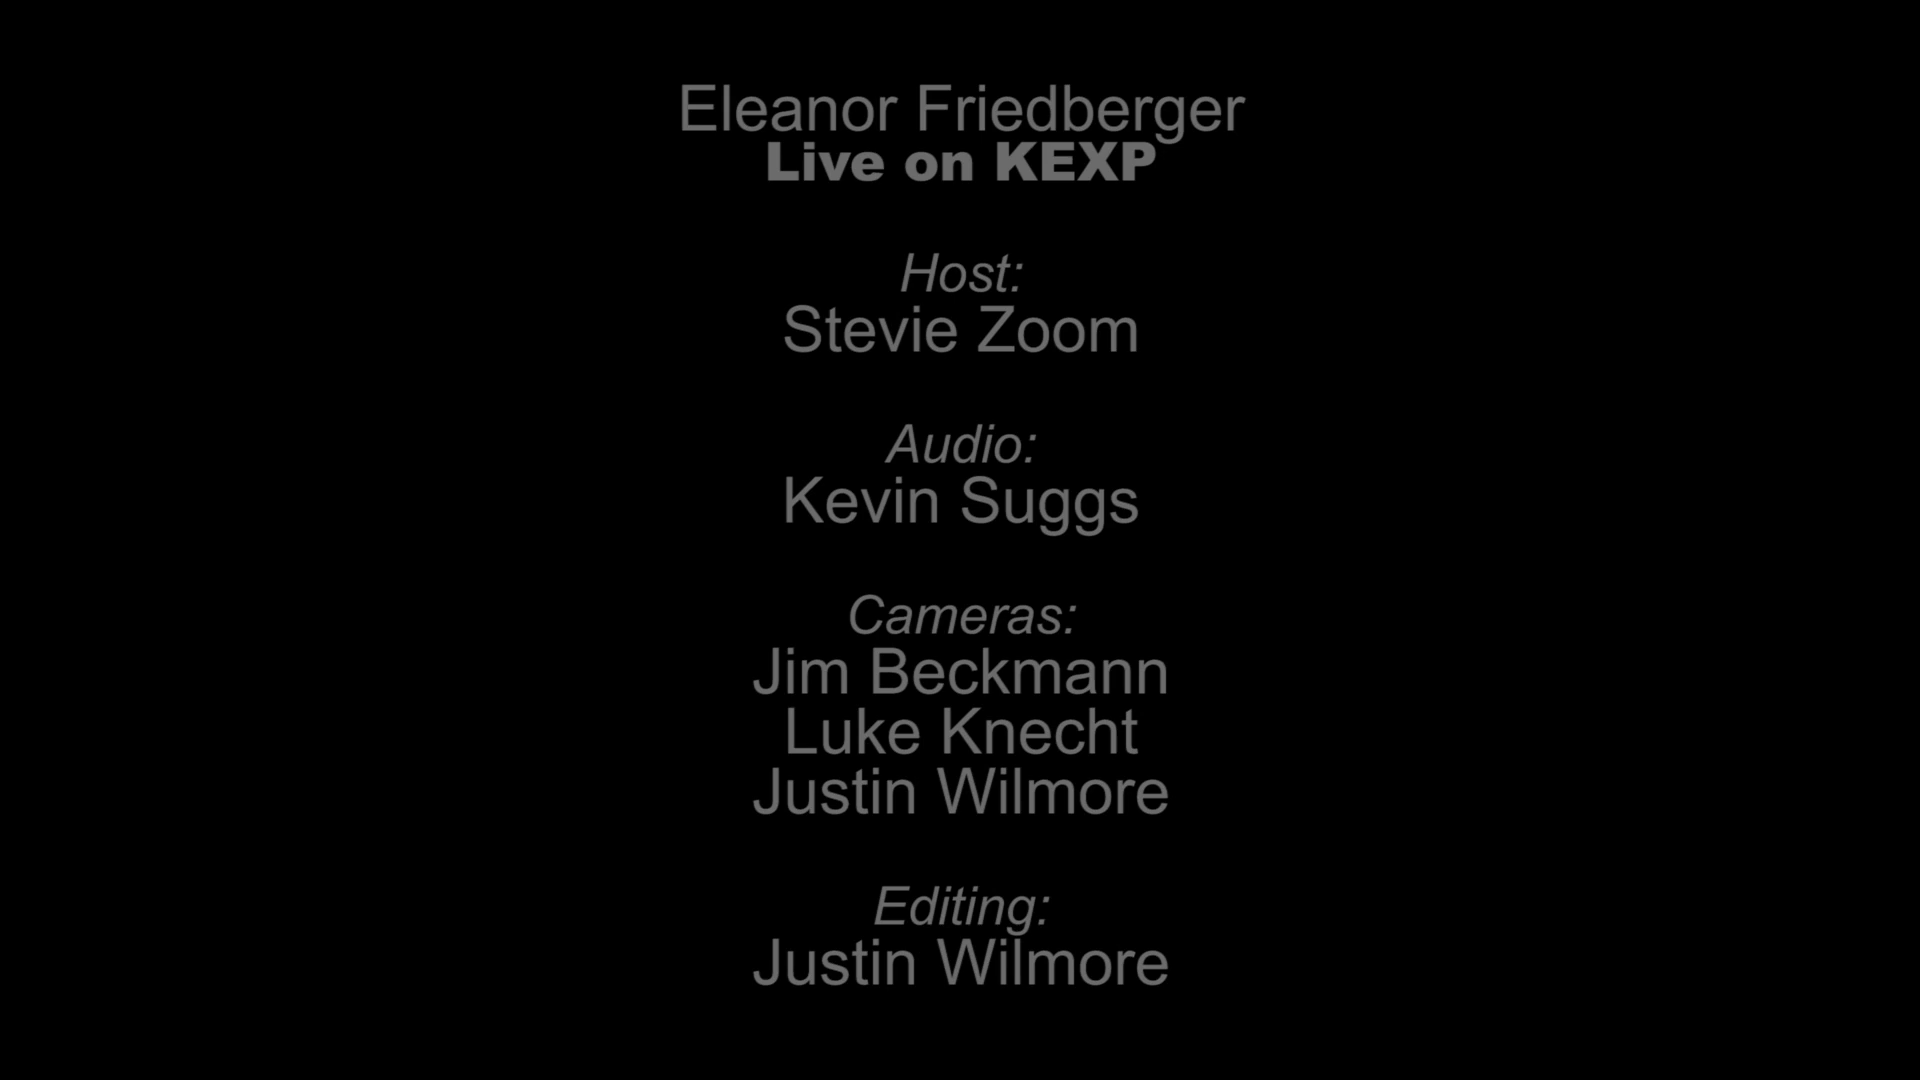 Eleanor Friedberger
Live on KEXP
Host:
Stevie Zoom
Audio:
Kevin Suggs
Cameras:
Jim Beckmann
Luke Knecht
Justin Wilmore
Editing:
Justin Wilmore